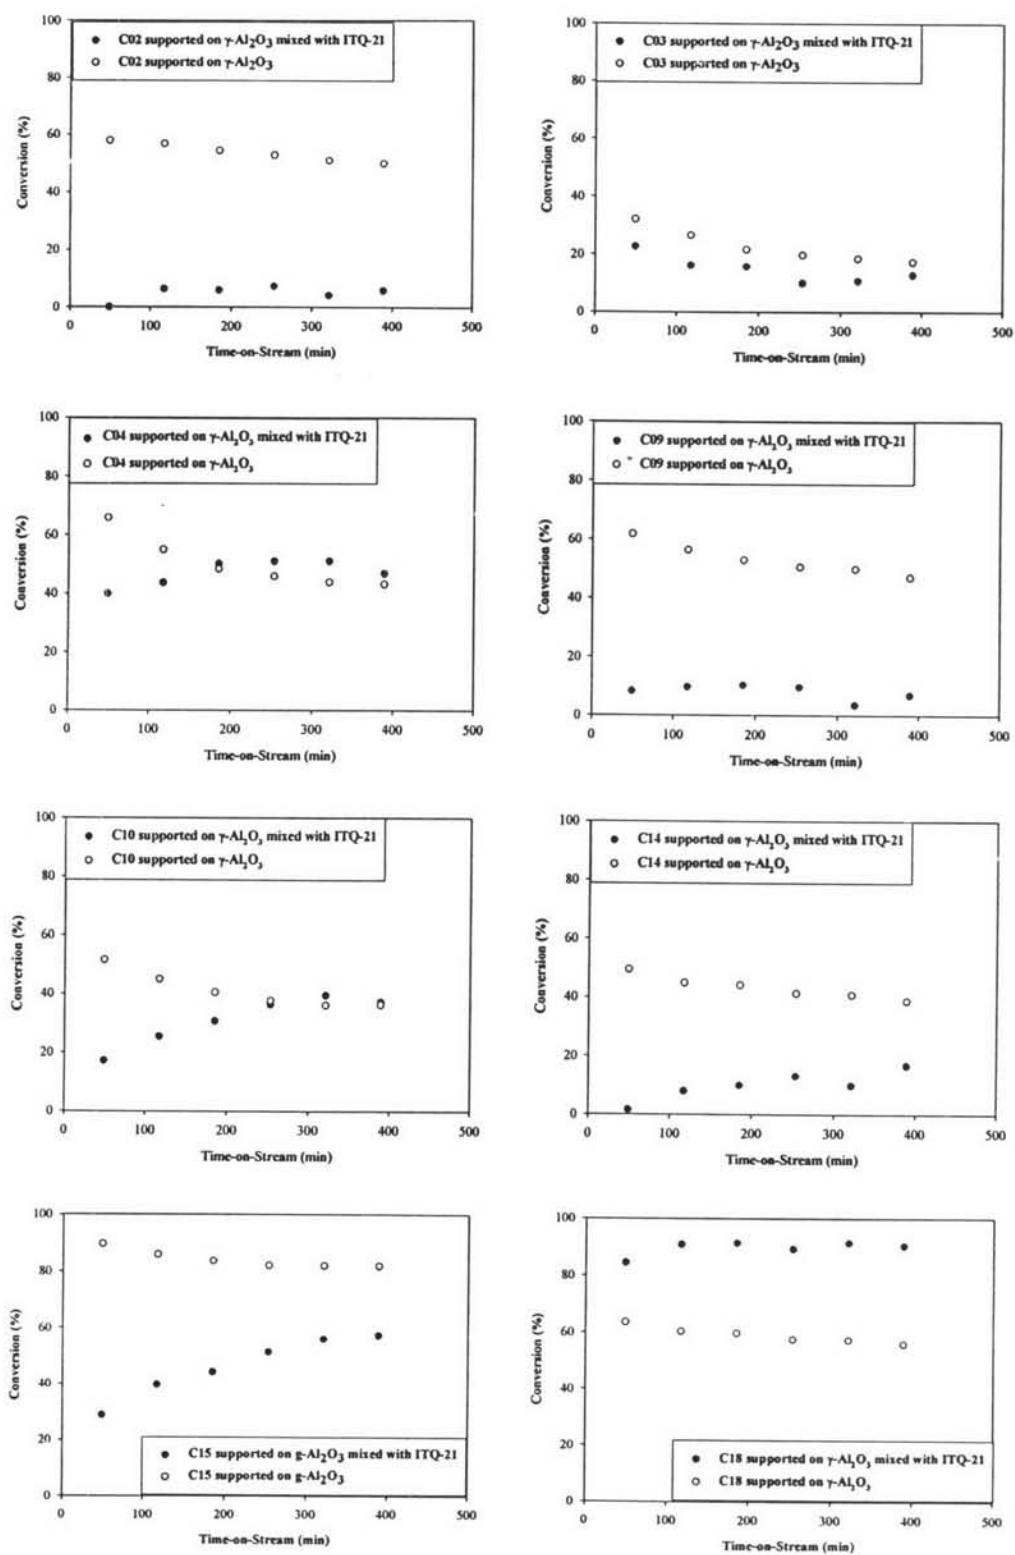 100
C02 supported on γ-Al2O3 mixed with ITQ-21
C02 supported on γ-Al2O3
80
60
40
20
0
Conversion (%)
0 100 200 300 400 500
Time-on-Stream (min)
100
C03 supported on γ-Al2O3 mixed with ITQ-21
C03 supported on γ-Al2O3
80
60
40
20
0
Conversion (%)
0 100 200 300 400 500
Time-on-Stream (min)
100
C04 supported on γ-Al2O3 mixed with ITQ-21
C04 supported on γ-Al2O3
80
60
40
20
0
Conversion (%)
0 100 200 300 400 500
Time-on-Stream (min)
100
C09 supported on γ-Al2O3 mixed with ITQ-21
C09 supported on γ-Al2O3
80
60
40
20
0
Conversion (%)
0 100 200 300 400 500
Time-on-Stream (min)
100
C10 supported on γ-Al2O3 mixed with ITQ-21
C10 supported on γ-Al2O3
80
60
40
20
0
Conversion (%)
0 100 200 300 400 500
Time-on-Stream (min)
100
C14 supported on γ-Al2O3 mixed with ITQ-21
C14 supported on γ-Al2O3
80
60
40
20
0
Conversion (%)
0 100 200 300 400 500
Time-on-Stream (min)
100
80
60
40
20
0
Conversion (%)
C15 supported on g-Al2O3 mixed with ITQ-21
C15 supported on g-Al2O3
0 100 200 300 400 500
Time-on-Stream (min)
100
80
60
40
20
0
Conversion (%)
C18 supported on γ-Al2O3 mixed with ITQ-21
C18 supported on γ-Al2O3
0 100 200 300 400 500
Time-on-Stream (min)